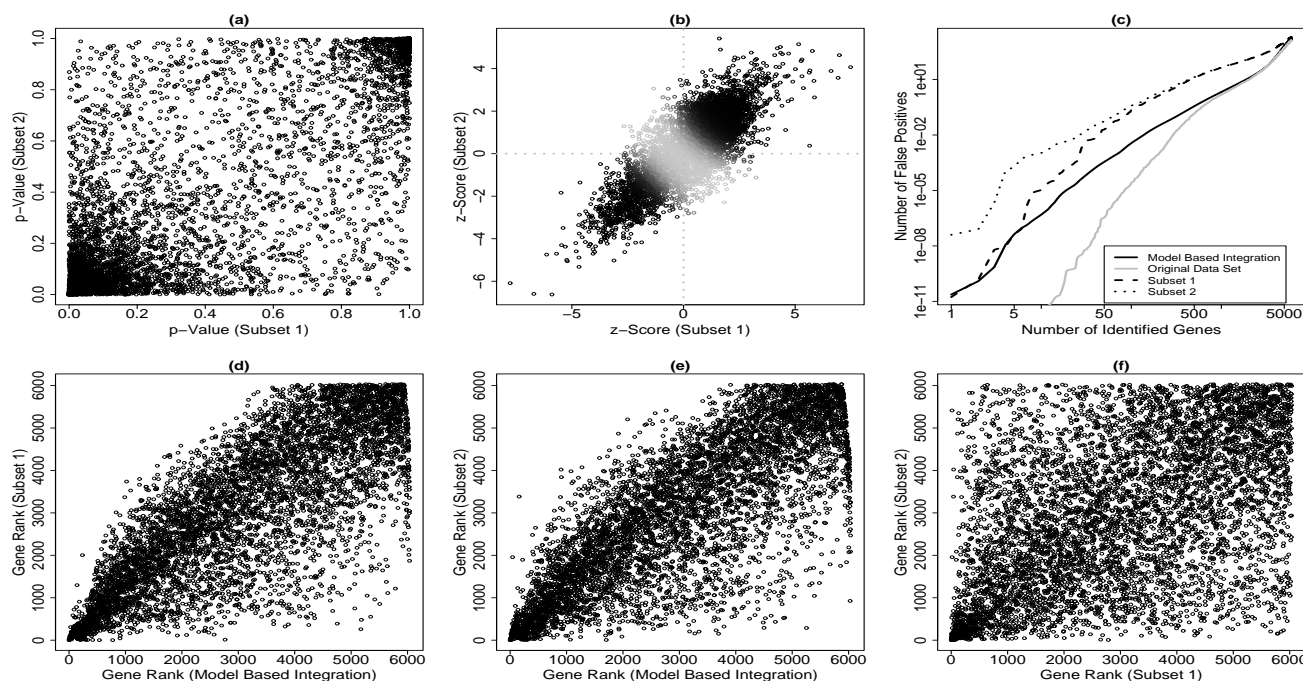 (a)
p-Value (Subset 2)
0.0 0.2 0.4 0.6 0.8 1.0
0.0 0.2 0.4 0.6 0.8 1.0
p-Value (Subset 1)
(b)
z-Score (Subset 2)
-6 -4 -2 0 2 4
-5 0 5
z-Score (Subset 1)
(c)
Number of False Positives
1e-11 1e-08 1e-05 1e-02 1e+01
Model Based Integration
Original Data Set
Subset 1
Subset 2
1 5 50 500 5000
Number of Identified Genes
(d)
Gene Rank (Subset 1)
0 1000 2000 3000 4000 5000 6000
0 1000 2000 3000 4000 5000 6000
Gene Rank (Model Based Integration)
(e)
Gene Rank (Subset 2)
0 1000 2000 3000 4000 5000 6000
0 1000 2000 3000 4000 5000 6000
Gene Rank (Model Based Integration)
(f)
Gene Rank (Subset 2)
0 1000 2000 3000 4000 5000 6000
0 1000 2000 3000 4000 5000 6000
Gene Rank (Subset 1)